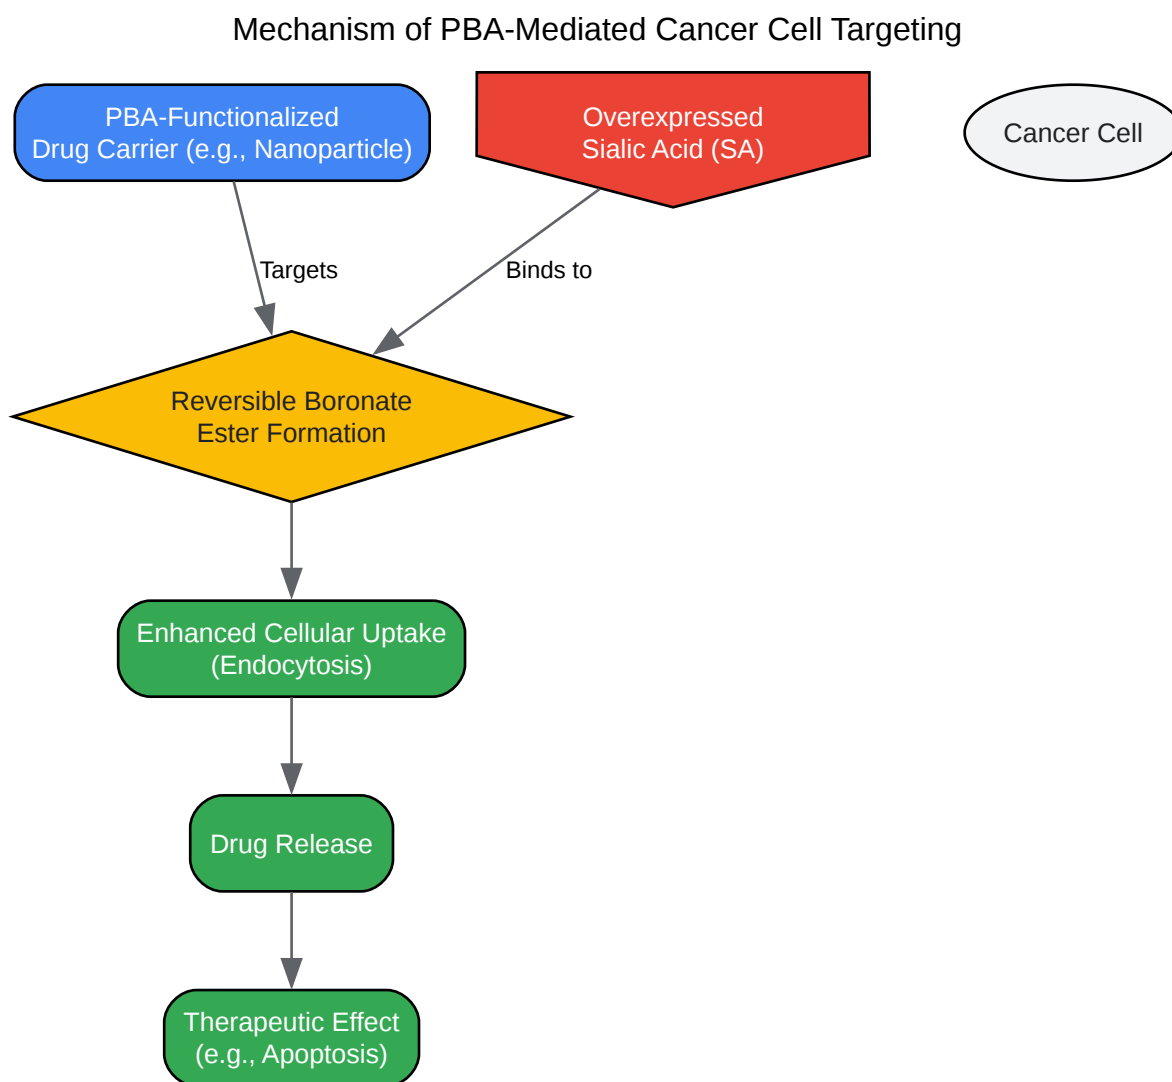 Mechanism of PBA-Mediated Cancer Cell Targeting
PBA-Functionalized
Drug Carrier (e.g., Nanoparticle)
Overexpressed
Sialic Acid (SA)
Cancer Cell
Targets
Binds to
Reversible Boronate
Ester Formation
Enhanced Cellular Uptake
(Endocytosis)
Drug Release
Therapeutic Effect
(e.g., Apoptosis)